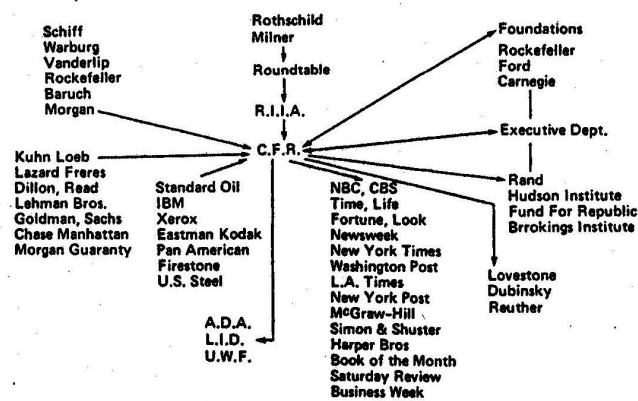 Rothschild
Milner
Roundtable
R.I.I.A.
C.F.R.
Schiff
Warburg
Vanderlip
Rockefeller
Baruch
Morgan
Foundations
Rockefeller
Ford
Carnegie
Executive Dept.
Rand
Hudson Institute
Fund For Republic
Brrokings Institute
Kuhn Loeb
Lazard Freres
Dillon, Read
Lehman Bros.
Goldman, Sachs
Chase Manhattan
Morgan Guaranty
Standard Oil
IBM
Xerox
Eastman Kodak
Pan American
Firestone
U.S. Steel
NBC, CBS
Time, Life
Fortune, Look
Newsweek
New York Times
Washington Post
L.A. Times
New York Post
McGraw-Hill
Simon & Shuster
Harper Bros
Book of the Month
Saturday Review
Business Week
Lovestone
Dubinsky
Reuther
A.D.A.
L.I.D.
U.W.F.